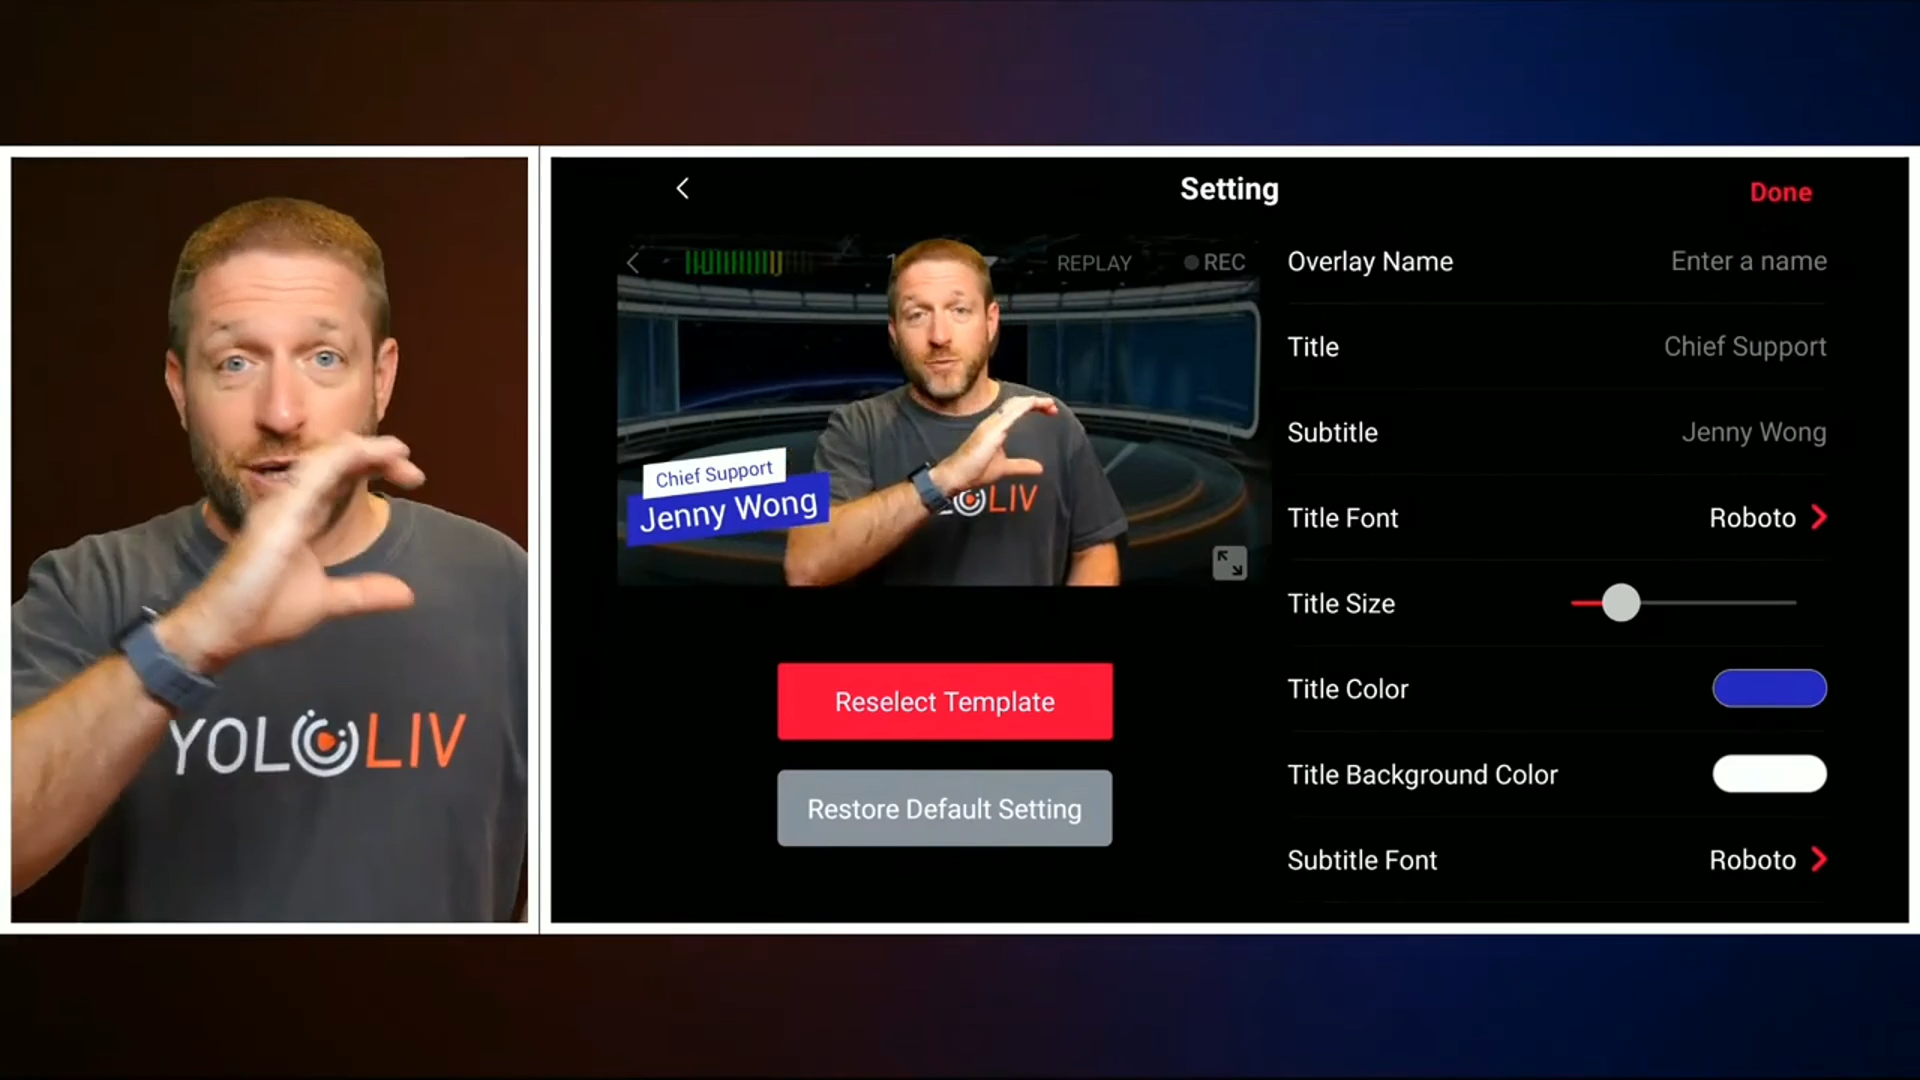 YOLOLIV
Setting
Done
REPLAY
REC
LIV
Chief Support
Jenny Wong
Reselect Template
Restore Default Setting
Overlay Name
Enter a name
Title
Chief Support
Subtitle
Jenny Wong
Title Font
Roboto
Title Size
Title Color
Title Background Color
Subtitle Font
Roboto